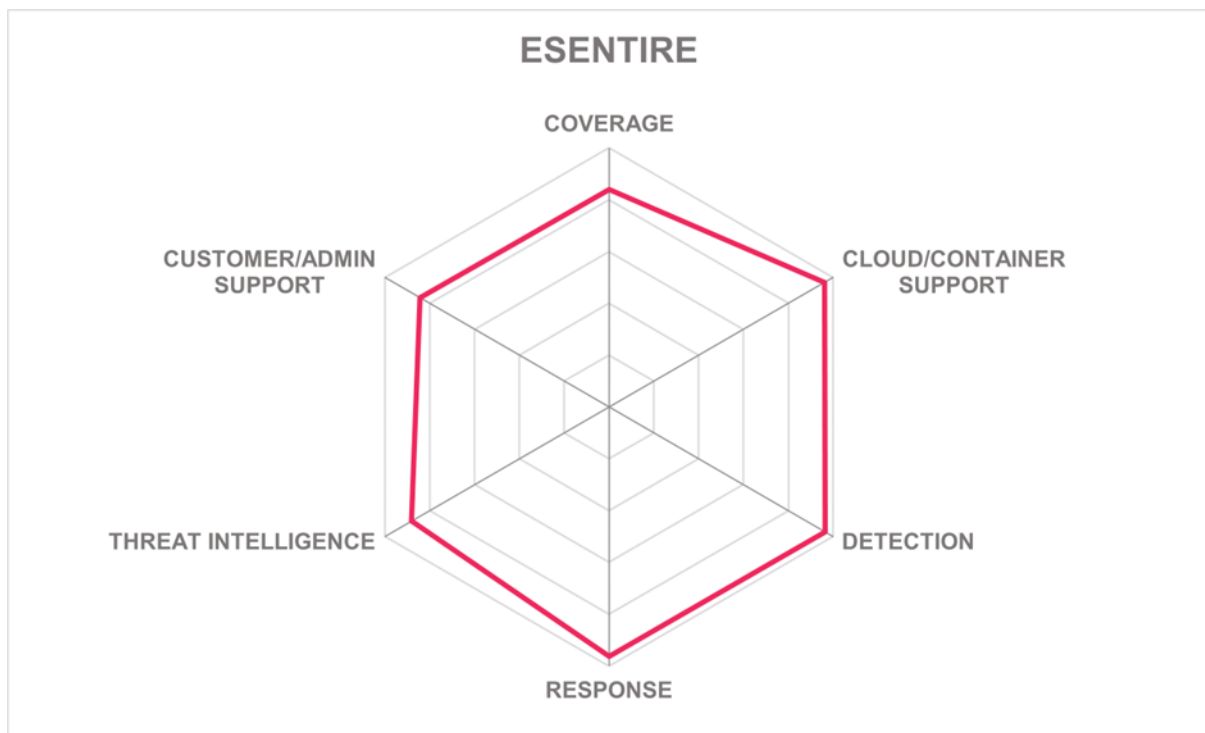 ESENTIRE
COVERAGE
CUSTOMER/ADMIN
SUPPORT
CLOUD/CONTAINER
SUPPORT
THREAT INTELLIGENCE
DETECTION
RESPONSE